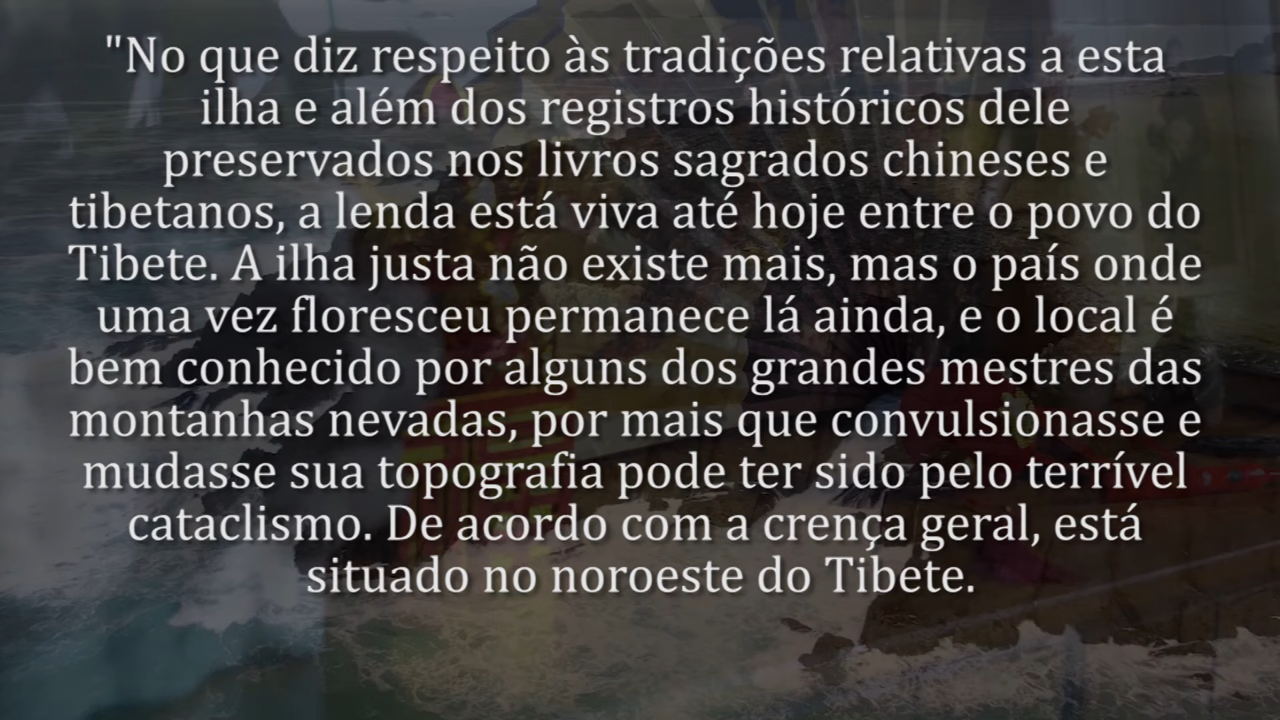 "No que diz respeito às tradições relativas a esta
ilha e além dos registros históricos dele
preservados nos livros sagrados chineses e
tibetanos, a lenda está viva até hoje entre o povo do
Tibete. A ilha justa não existe mais, mas o país onde
uma vez floresceu permanece lá ainda, e o local é
bem conhecido por alguns dos grandes mestres das
montanhas nevadas, por mais que convulsionasse e
mudasse sua topografia pode ter sido pelo terrível
cataclismo. De acordo com a crença geral, está
situado no noroeste do Tibete.